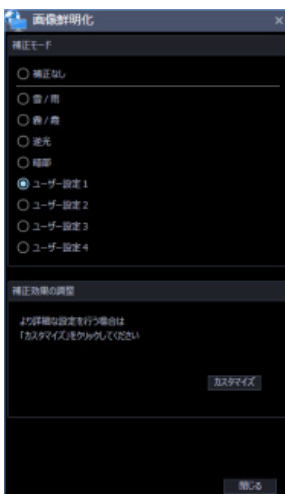 画像鮮明化
補正モード
補正なし
雪 / 雨
霧 / 靄
逆光
暗部
ユーザー設定 1
ユーザー設定 2
ユーザー設定 3
ユーザー設定 4
補正効果の調整
より詳細な設定を行う場合は
「カスタマイズ」をクリックしてください
カスタマイズ
閉じる